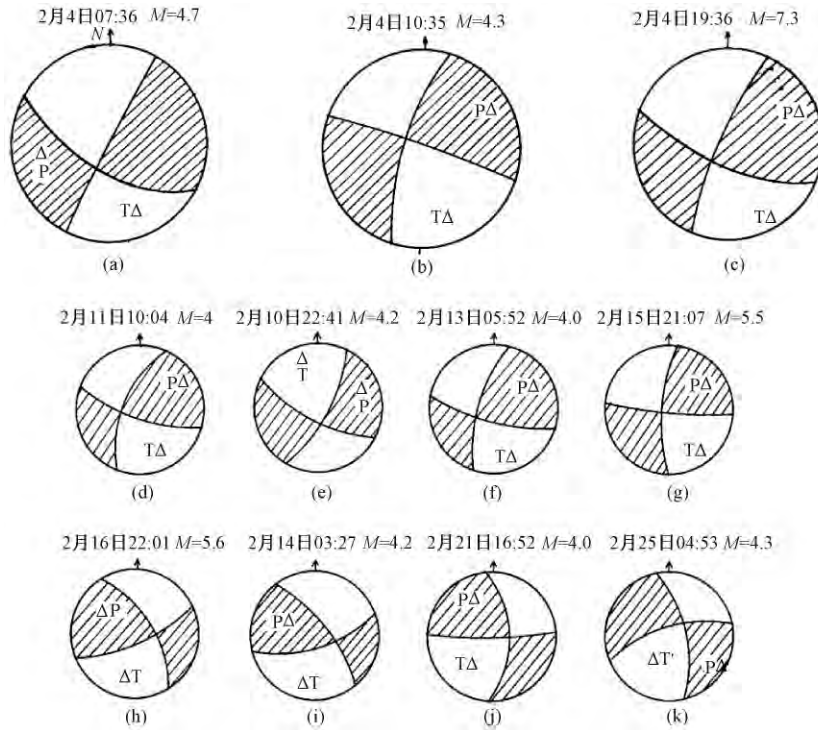 2月4日07:36 M=4.7
2月4日10:35 M=4.3
2月4日19:36 M=7.3
N
Δ
P
TΔ
(a)
PΔ
TΔ
(b)
PΔ
TΔ
(c)
2月11日10:04 M=4
2月10日22:41 M=4.2
2月13日05:52 M=4.0
2月15日21:07 M=5.5
PΔ
TΔ
(d)
Δ
T
Δ
P
(e)
PΔ
TΔ
(f)
PΔ
TΔ
(g)
2月16日22:01 M=5.6
2月14日03:27 M=4.2
2月21日16:52 M=4.0
2月25日04:53 M=4.3
ΔP
ΔT
(h)
PΔ
ΔT
(i)
PΔ
TΔ
(j)
ΔT'
PΔ
(k)